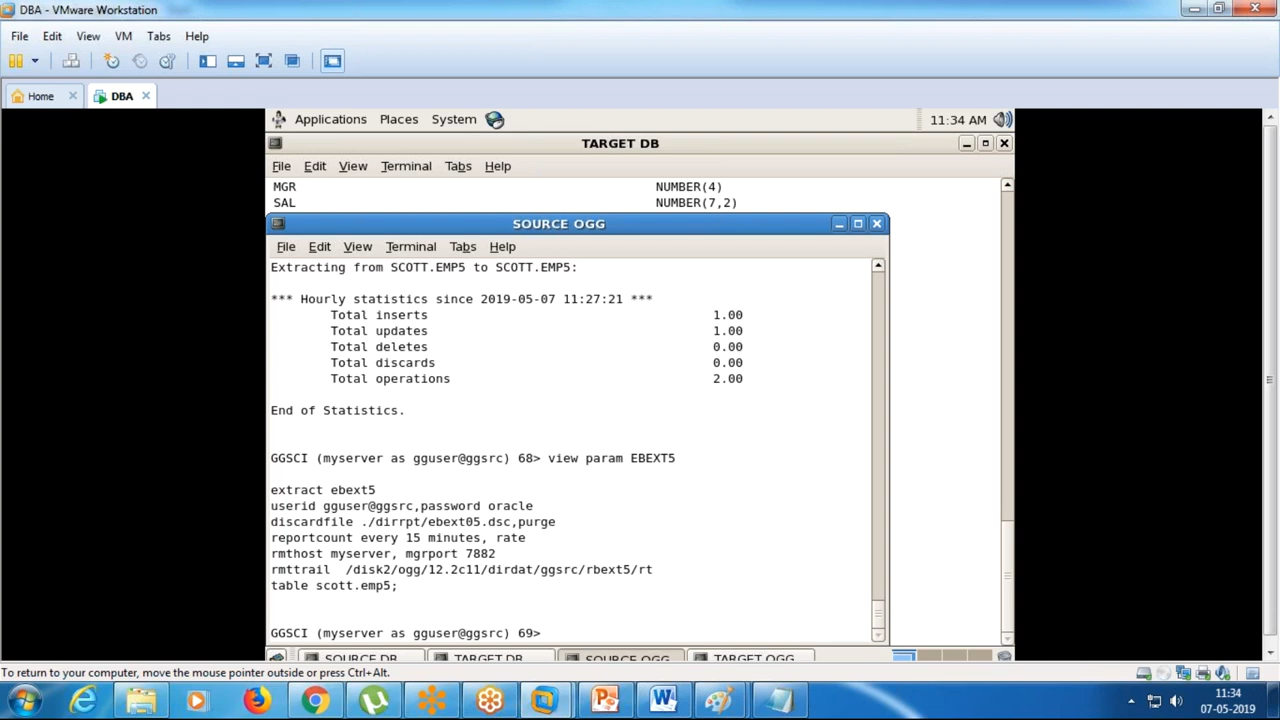 DBA - VMware Workstation
File Edit View VM Tabs Help
Home DBA
Applications Places System 11:34 AM
TARGET DB
File Edit View Terminal Tabs Help
MGR NUMBER(4)
SAL NUMBER(7,2)
SOURCE OGG
File Edit View Terminal Tabs Help
Extracting from SCOTT.EMP5 to SCOTT.EMP5:
*** Hourly statistics since 2019-05-07 11:27:21 ***
Total inserts 1.00
Total updates 1.00
Total deletes 0.00
Total discards 0.00
Total operations 2.00
End of Statistics.
GGSCI (myserver as gguser@ggsrc) 68> view param EBEXT5
extract ebext5
userid gguser@ggsrc,password oracle
discardfile ./dirrpt/ebext05.dsc,purge
reportcount every 15 minutes, rate
rmthost myserver, mgrport 7882
rmttrail /disk2/ogg/12.2c11/dirdat/ggsrc/rbext5/rt
table scott.emp5;
GGSCI (myserver as gguser@ggsrc) 69>
SOURCE DB TARGET DB SOURCE OGG TARGET OGG
To return to your computer, move the mouse pointer outside or press Ctrl+Alt.
11:34
07-05-2019